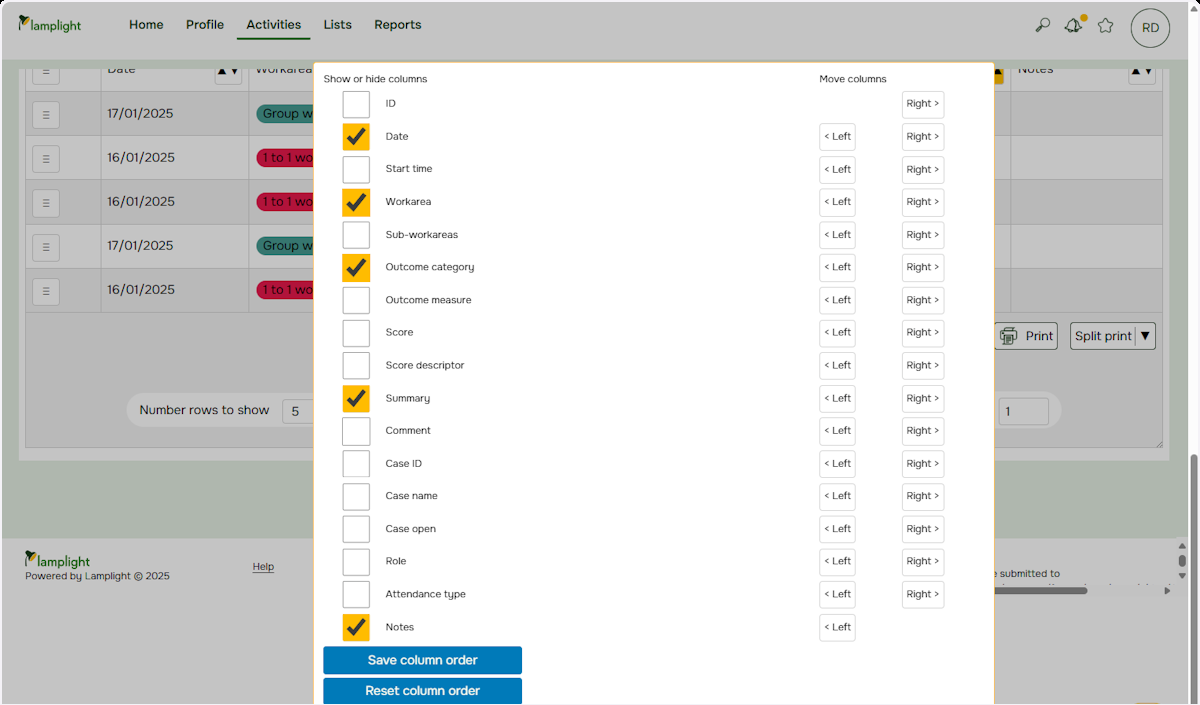 lamplight
Home Profile Activities Lists Reports
RD
Date ▲ ▼ Workarea Notes ▲ ▼
Show or hide columns Move columns
ID Right >
Date < Left Right >
Start time < Left Right >
Workarea < Left Right >
Sub-workareas < Left Right >
Outcome category < Left Right >
Outcome measure < Left Right >
Score < Left Right >
Score descriptor < Left Right >
Summary < Left Right >
Comment < Left Right >
Case ID < Left Right >
Case name < Left Right >
Case open < Left Right >
Role < Left Right >
Attendance type < Left Right >
Notes < Left
Save column order
Reset column order
17/01/2025 Group w
16/01/2025 1 to 1 wo
16/01/2025 1 to 1 wo
17/01/2025 Group w
16/01/2025 1 to 1 wo
Print Split print ▼
Number rows to show 5 1
lamplight
Powered by Lamplight © 2025
Help
e submitted to